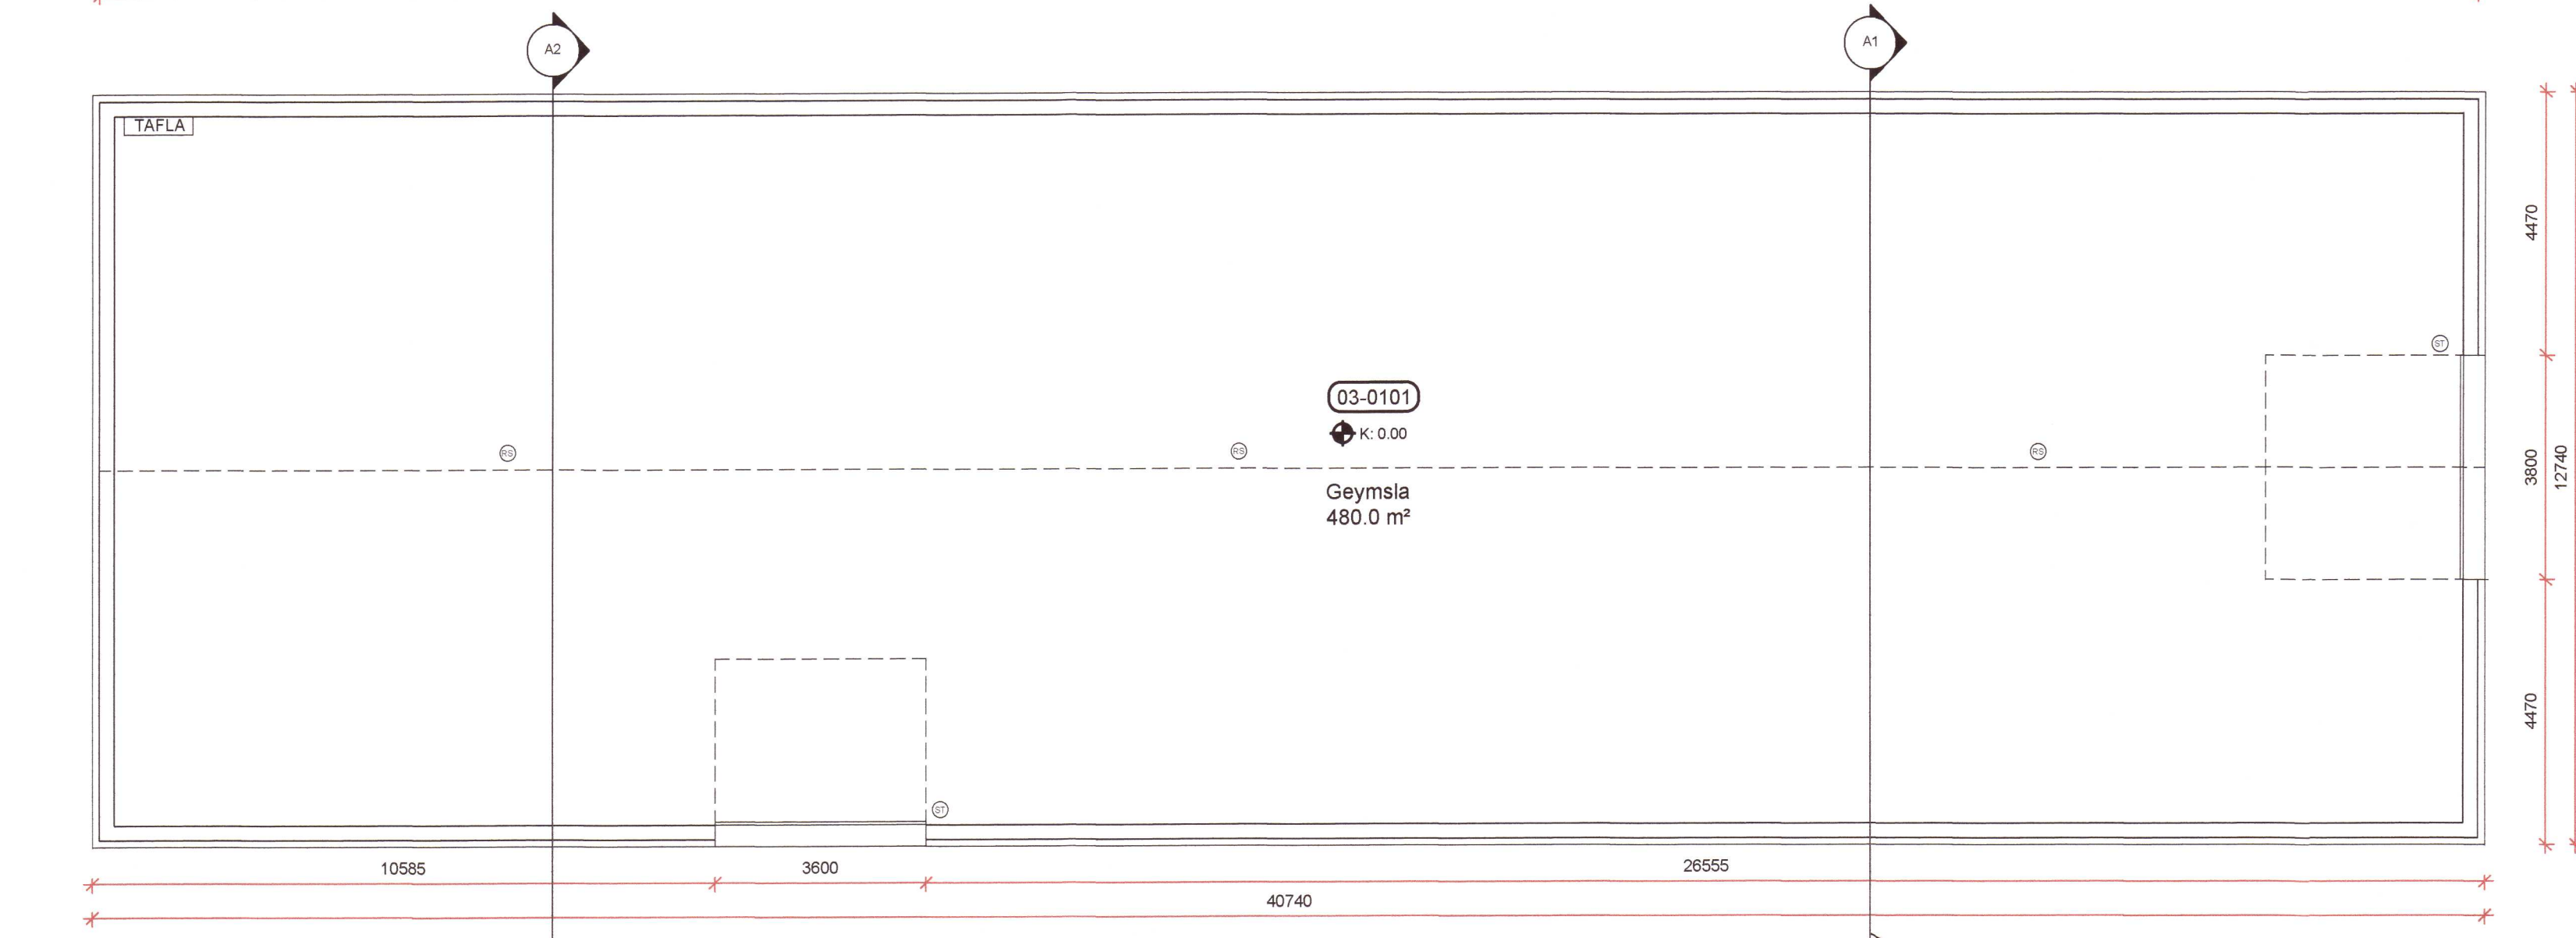 A2
A1
TAFLA
4470
ST
03-0101
K: 0.00
RS
RS
RS
3800
12740
Geymsla
480.0 m²
4470
ST
10585
3600
26555
40740